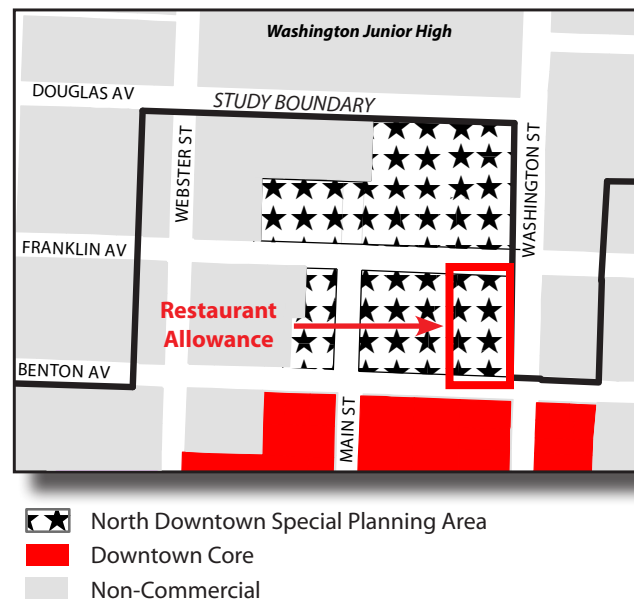 Washington Junior High
DOUGLAS AV
STUDY BOUNDARY
WEBSTER ST
WASHINGTON ST
FRANKLIN AV
Restaurant
Allowance
BENTON AV
MAIN ST
North Downtown Special Planning Area
Downtown Core
Non-Commercial